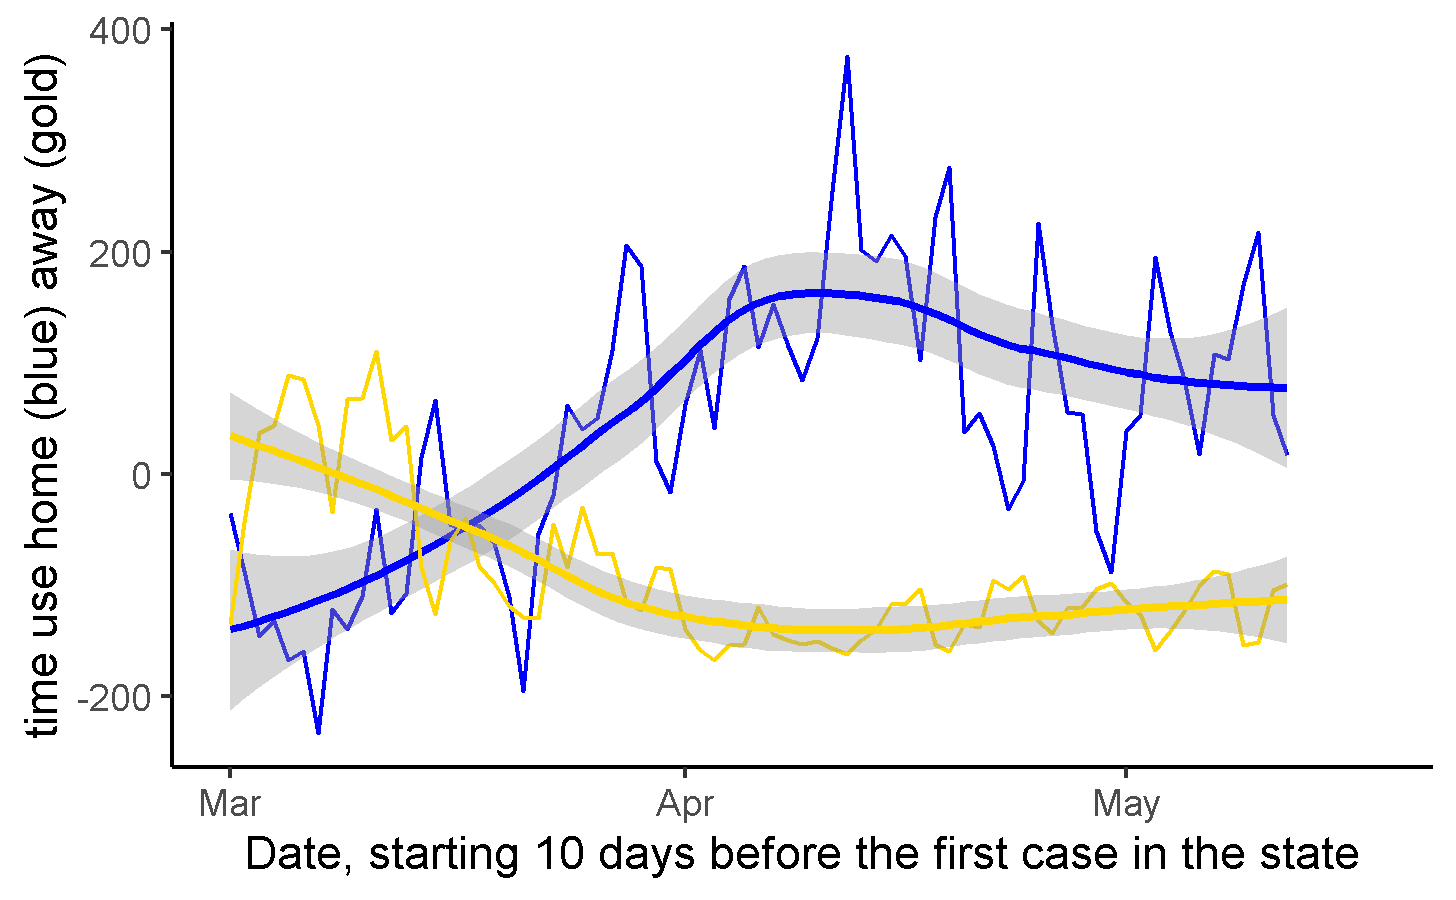 time use home (blue) away (gold)
400
200
0
-200
Mar
Apr
May
Date, starting 10 days before the first case in the state